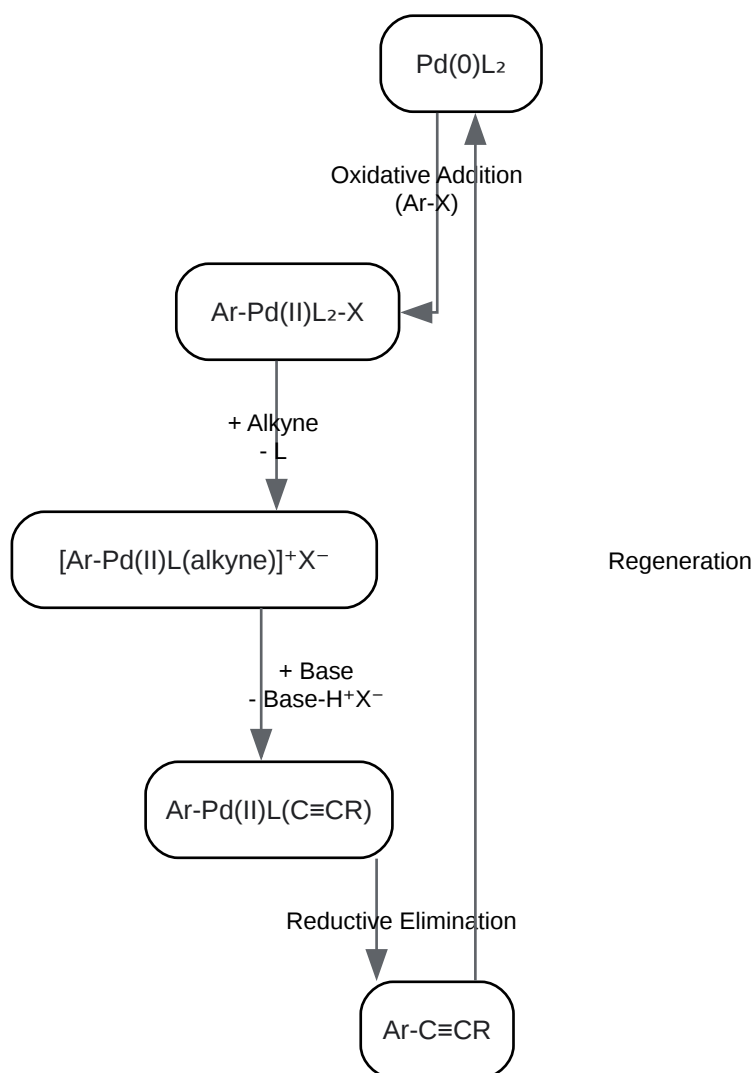 Pd(0)L₂
Oxidative Addition
(Ar-X)
Ar-Pd(II)L₂-X
+ Alkyne
- L
[Ar-Pd(II)L(alkyne)]⁺X⁻
Regeneration
+ Base
- Base-H⁺X⁻
Ar-Pd(II)L(C≡CR)
Reductive Elimination
Ar-C≡CR